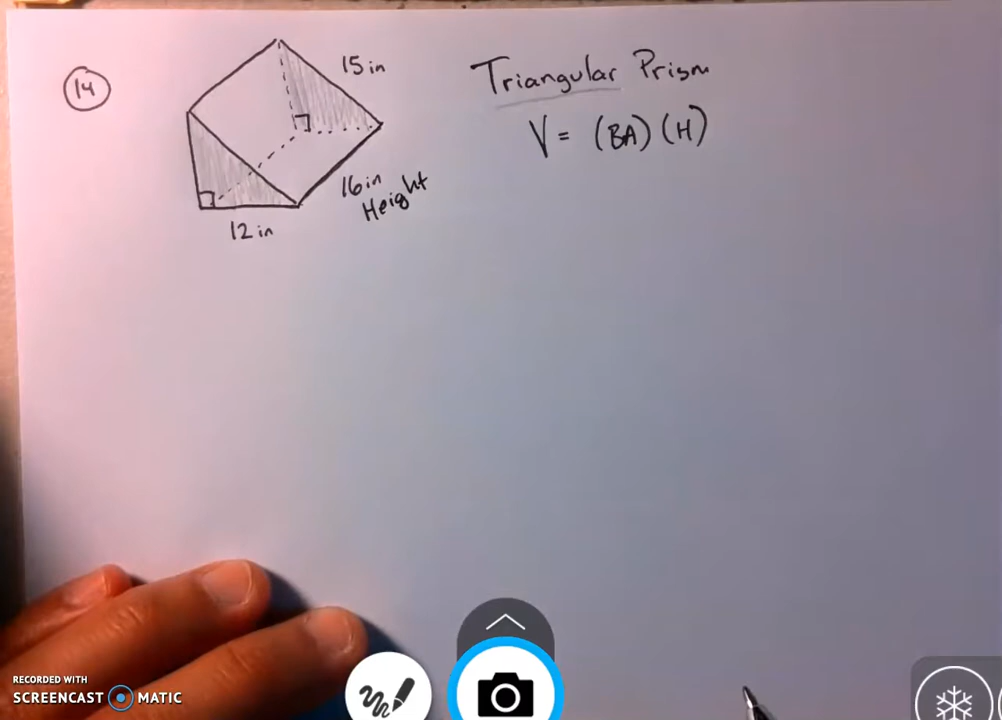 14
15 in
Triangular Prism
V = (BA)(H)
16 in
Height
12 in
RECORDED WITH
SCREENCAST MATIC